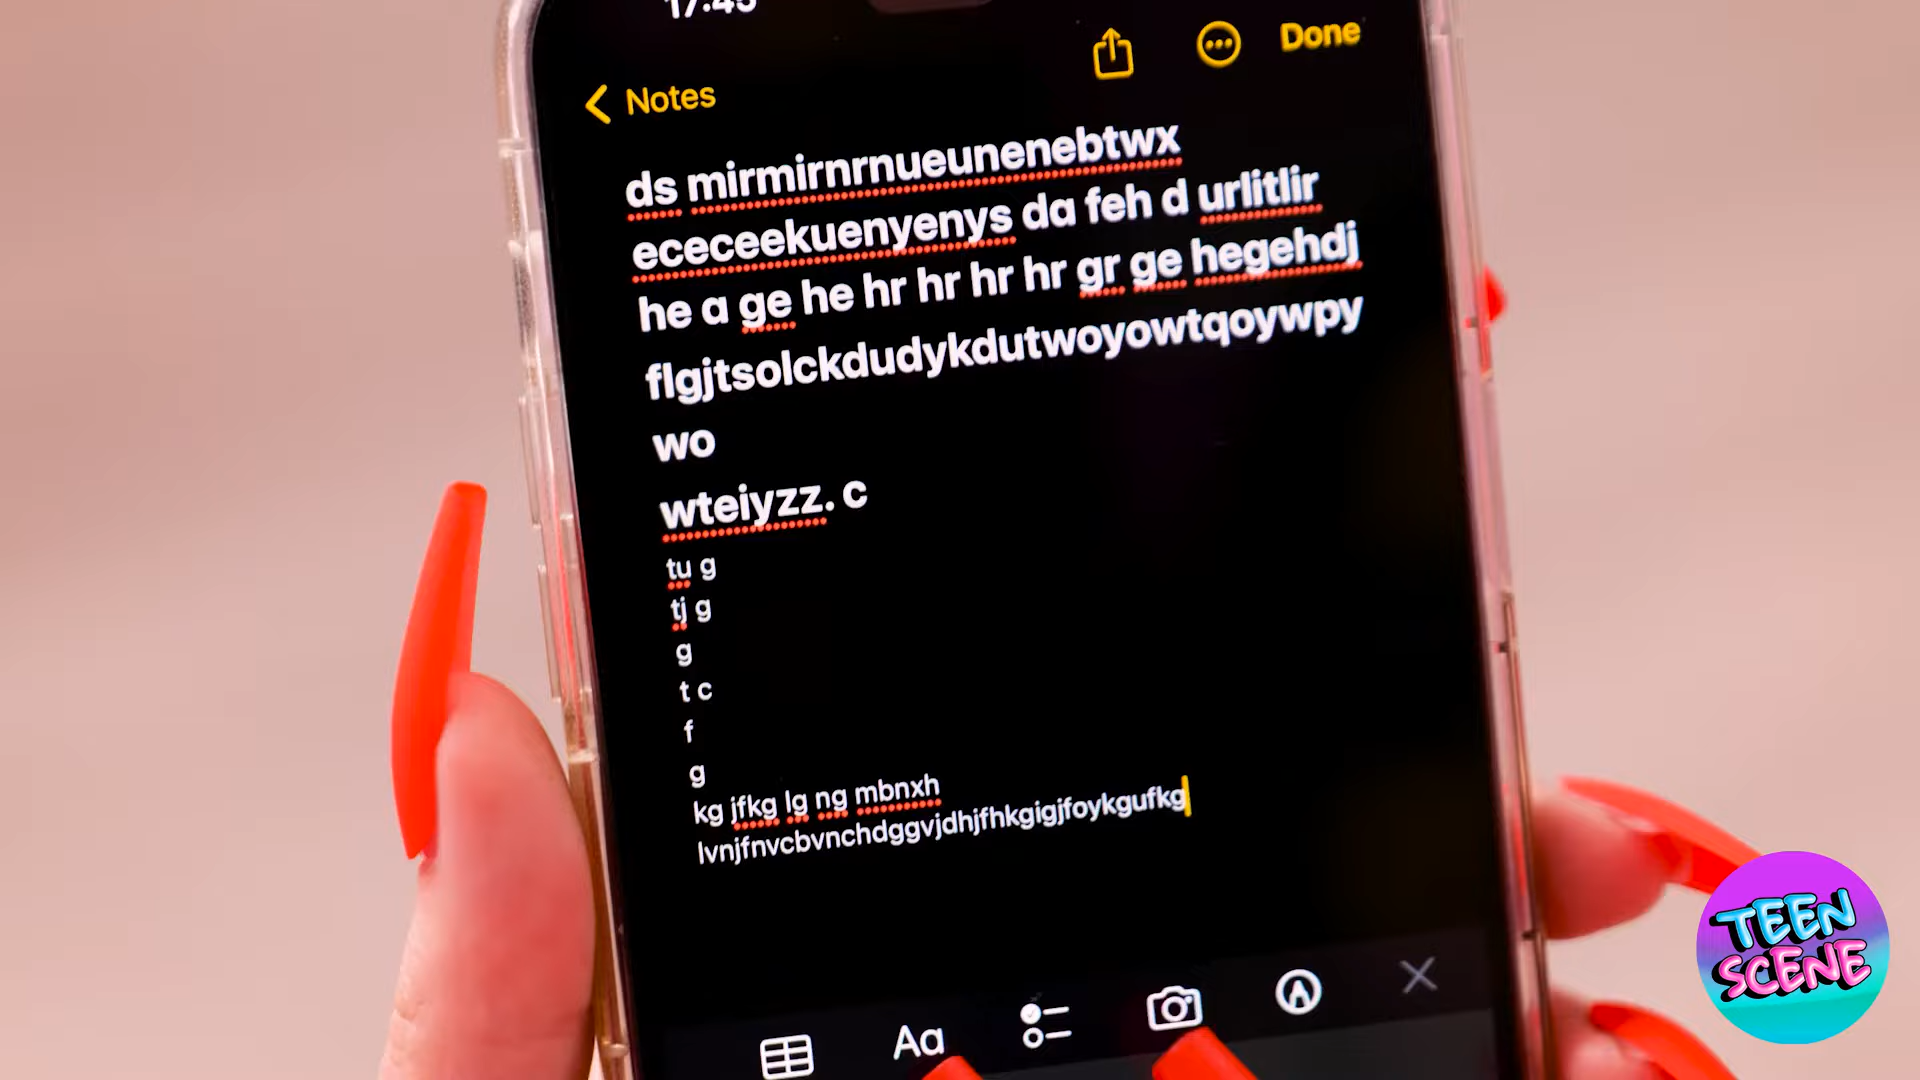 17:45
Done
Notes
ds mirmirnrnueunenebtwx
ececeekuenyenys da feh d urlitlir
he a ge he hr hr hr hr gr ge hegehdj
flgjtsolckdudykdutwoyowtqoywpy
wo
wteiyzz. c
tu g
tj g
g
t c
f
g
kg jfkg lg ng mbnxh
lvnjfnvcbvnchdggvjdhjfhkgigjfoykgufkg
Aa
TEEN
SCENE